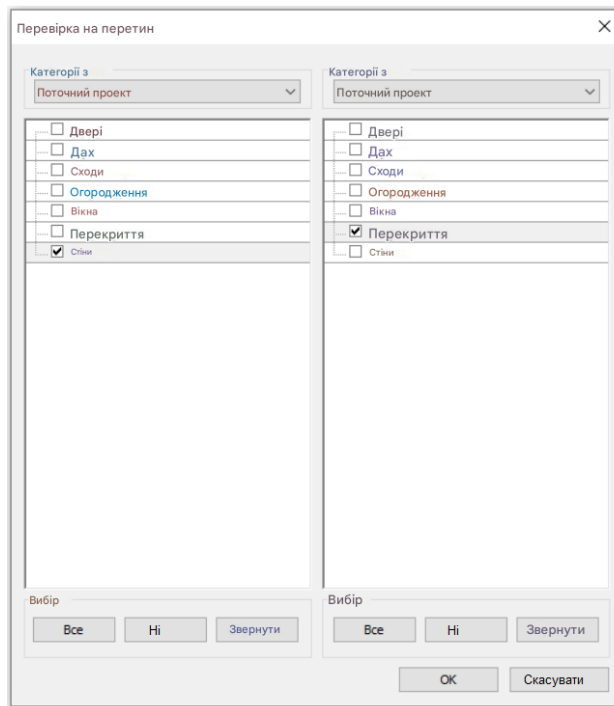 Перевірка на перетин
Категорії з
Поточний проект
Двері
Дах
Сходи
Огородження
Вікна
Перекриття
Стіни
Вибір
Все
Ні
Звернути
Категорії з
Поточний проект
Двері
Дах
Сходи
Огородження
Вікна
Перекриття
Стіни
Вибір
Все
Ні
Звернути
OK
Скасувати